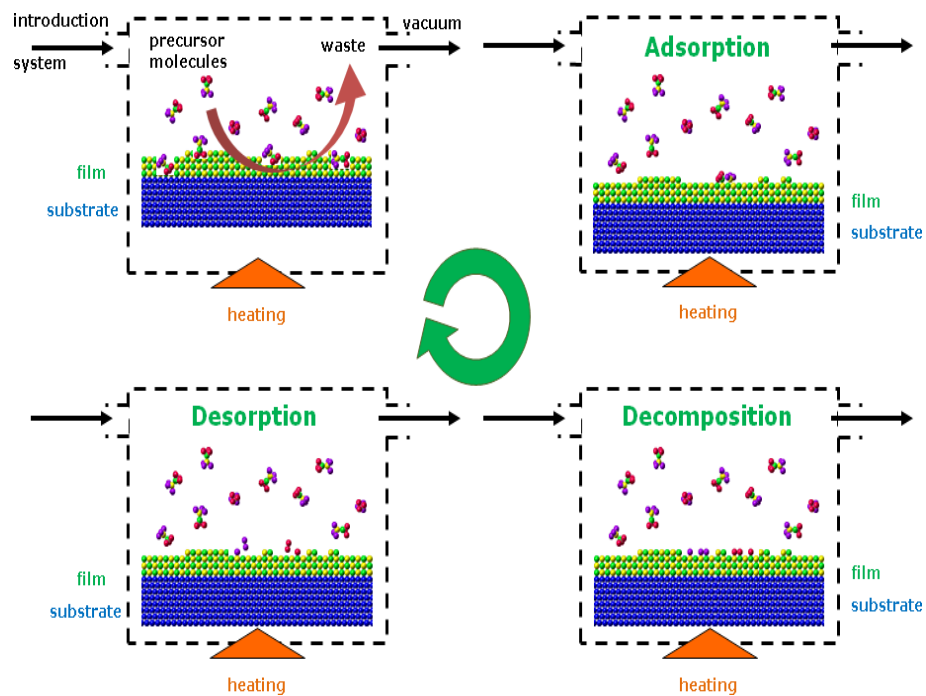 introduction
system
precursor
molecules
waste
vacuum
film
substrate
heating
Adsorption
film
substrate
heating
Desorption
film
substrate
heating
Decomposition
film
substrate
heating